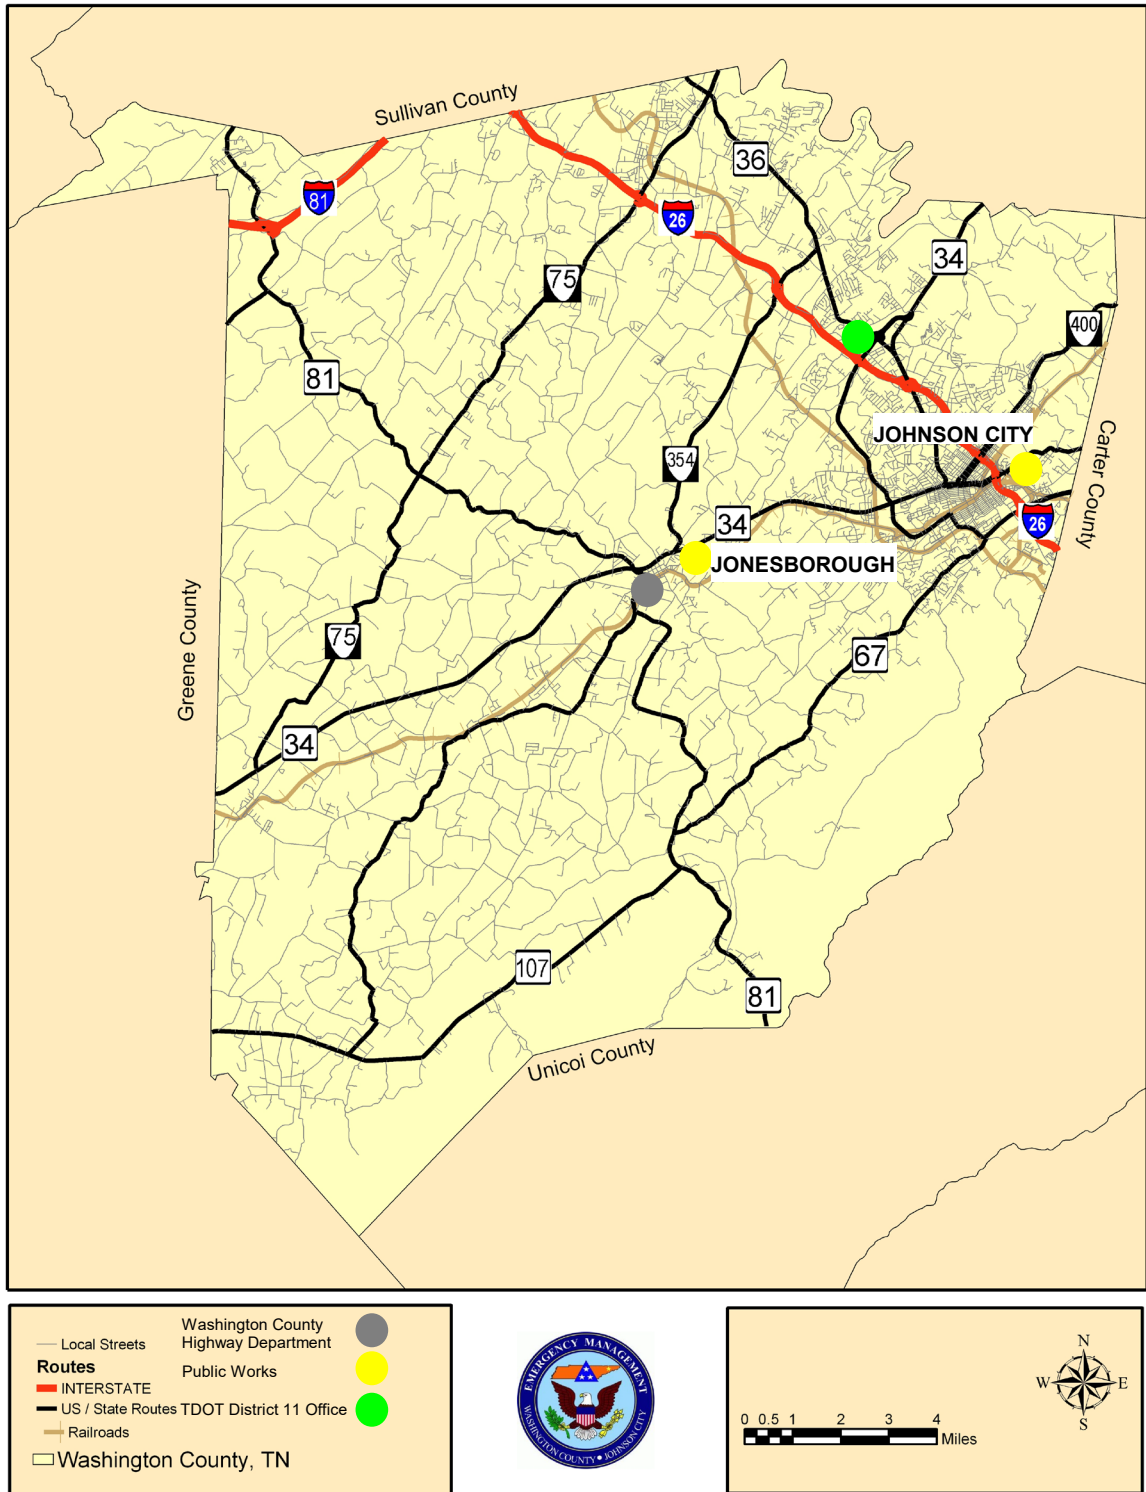 Sullivan County
36
81
26
34
75
400
81
JOHNSON CITY
354
Carter County
34
26
JONESBOROUGH
Greene County
75
67
34
107
81
Unicoi County
Local Streets
Routes
INTERSTATE
US / State Routes
Railroads
Washington County, TN
Washington County
Highway Department
Public Works
TDOT District 11 Office
EMERGENCY MANAGEMENT
WASHINGTON COUNTY • JOHNSON CITY
N
W E
S
0 0.5 1 2 3 4
Miles